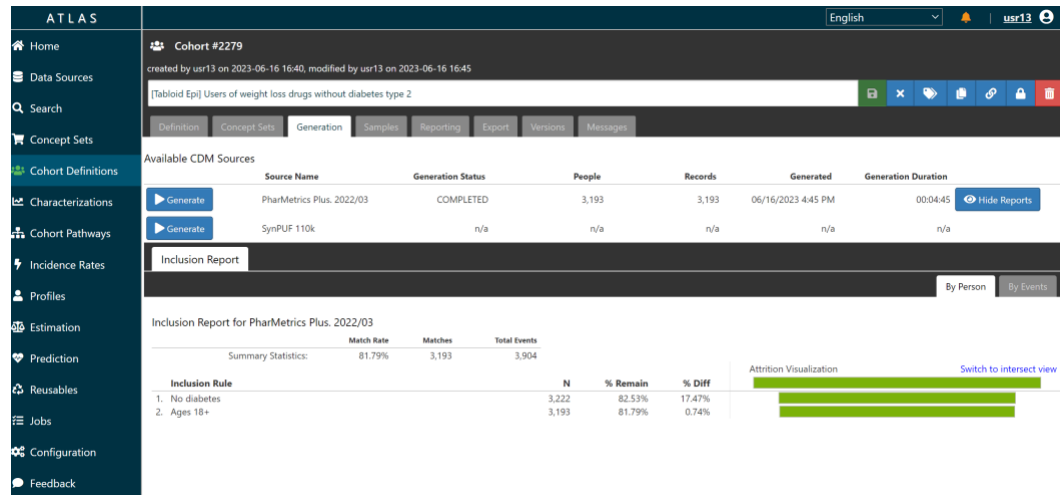 ATLAS
English
usr13
Home
Data Sources
Search
Concept Sets
Cohort Definitions
Characterizations
Cohort Pathways
Incidence Rates
Profiles
Estimation
Prediction
Reusables
Jobs
Configuration
Feedback
Cohort #2279
created by usr13 on 2023-06-16 16:40, modified by usr13 on 2023-06-16 16:45
[Tabloid Epi] Users of weight loss drugs without diabetes type 2
Definition Concept Sets Generation Samples Reporting Export Versions Messages
Available CDM Sources
Source Name Generation Status People Records Generated Generation Duration
Generate PharMetrics Plus. 2022/03 COMPLETED 3,193 3,193 06/16/2023 4:45 PM 00:04:45 Hide Reports
Generate SynPUF 110k n/a n/a n/a n/a n/a
Inclusion Report
By Person By Events
Inclusion Report for PharMetrics Plus. 2022/03
Match Rate Matches Total Events
Summary Statistics: 81.79% 3,193 3,904
Attrition Visualization Switch to intersect view
Inclusion Rule N % Remain % Diff
1. No diabetes 3,222 82.53% 17.47%
2. Ages 18+ 3,193 81.79% 0.74%